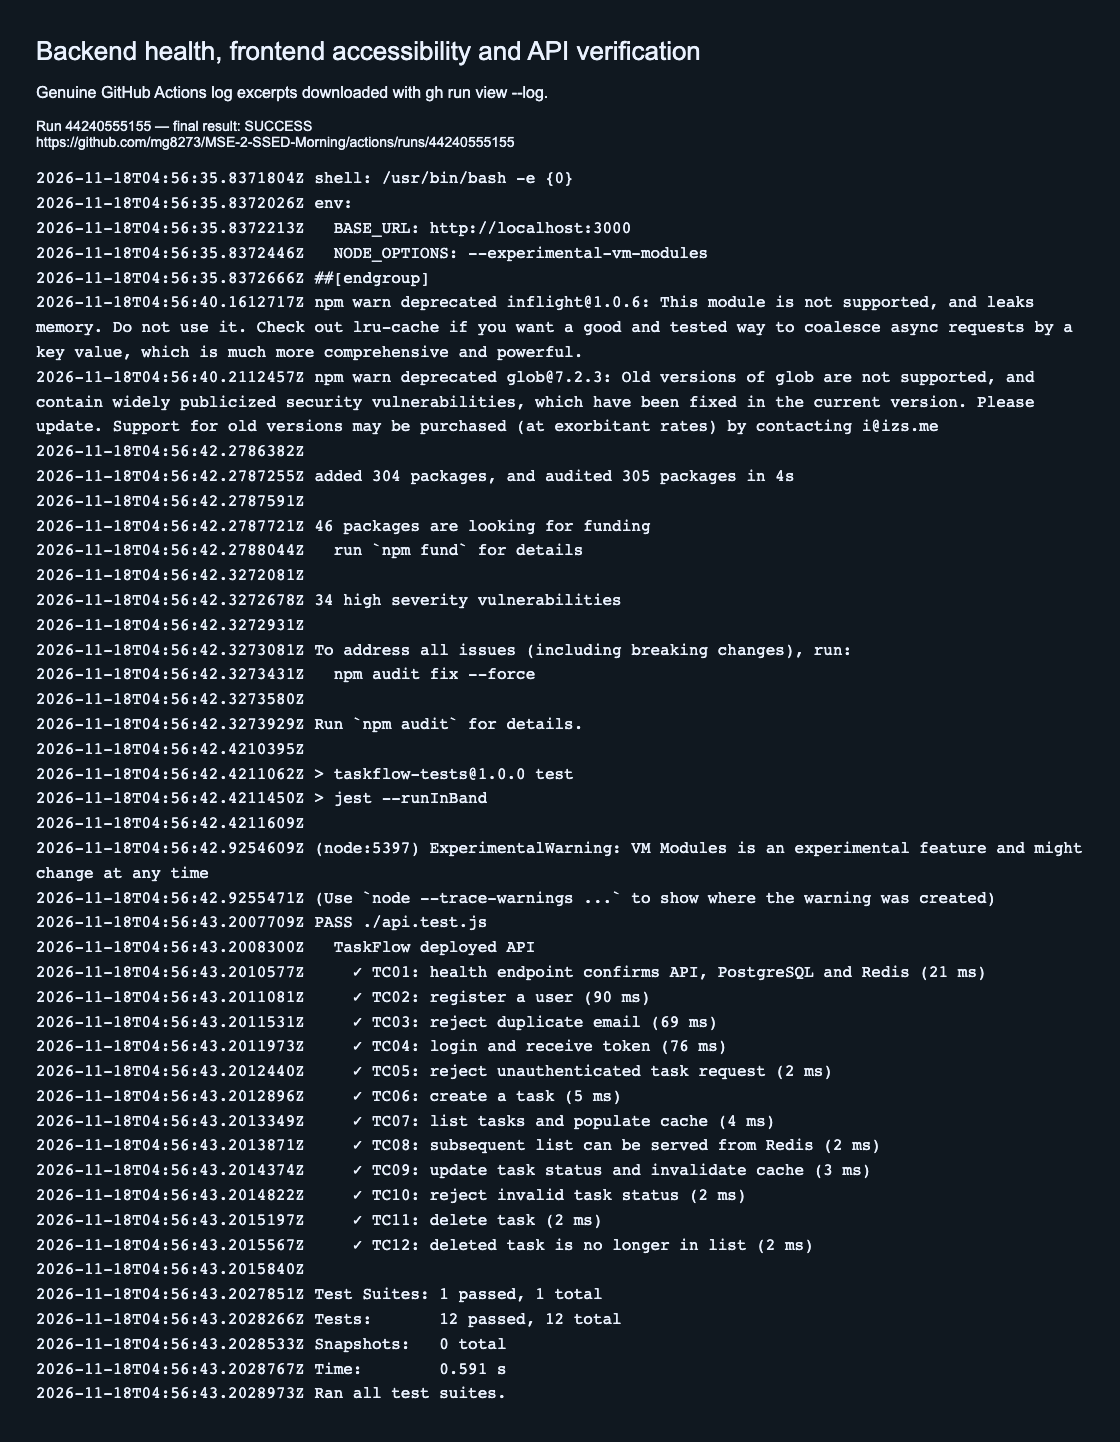 Backend health, frontend accessibility and API verification
Genuine GitHub Actions log excerpts downloaded with gh run view --log.
Run 44240555155 — final result: SUCCESS
https://github.com/mg8273/MSE-2-SSED-Morning/actions/runs/44240555155
2026-11-18T04:56:35.8371804Z shell: /usr/bin/bash -e {0}
2026-11-18T04:56:35.8372026Z env:
2026-11-18T04:56:35.8372213Z   BASE_URL: http://localhost:3000
2026-11-18T04:56:35.8372446Z   NODE_OPTIONS: --experimental-vm-modules
2026-11-18T04:56:35.8372666Z ##[endgroup]
2026-11-18T04:56:40.1612717Z npm warn deprecated inflight@1.0.6: This module is not supported, and leaks
memory. Do not use it. Check out lru-cache if you want a good and tested way to coalesce async requests by a
key value, which is much more comprehensive and powerful.
2026-11-18T04:56:40.2112457Z npm warn deprecated glob@7.2.3: Old versions of glob are not supported, and
contain widely publicized security vulnerabilities, which have been fixed in the current version. Please
update. Support for old versions may be purchased (at exorbitant rates) by contacting i@izs.me
2026-11-18T04:56:42.2786382Z
2026-11-18T04:56:42.2787255Z added 304 packages, and audited 305 packages in 4s
2026-11-18T04:56:42.2787591Z
2026-11-18T04:56:42.2787721Z 46 packages are looking for funding
2026-11-18T04:56:42.2788044Z   run `npm fund` for details
2026-11-18T04:56:42.3272081Z
2026-11-18T04:56:42.3272678Z 34 high severity vulnerabilities
2026-11-18T04:56:42.3272931Z
2026-11-18T04:56:42.3273081Z To address all issues (including breaking changes), run:
2026-11-18T04:56:42.3273431Z   npm audit fix --force
2026-11-18T04:56:42.3273580Z
2026-11-18T04:56:42.3273929Z Run `npm audit` for details.
2026-11-18T04:56:42.4210395Z
2026-11-18T04:56:42.4211062Z > taskflow-tests@1.0.0 test
2026-11-18T04:56:42.4211450Z > jest --runInBand
2026-11-18T04:56:42.4211609Z
2026-11-18T04:56:42.9254609Z (node:5397) ExperimentalWarning: VM Modules is an experimental feature and might
change at any time
2026-11-18T04:56:42.9255471Z (Use `node --trace-warnings ...` to show where the warning was created)
2026-11-18T04:56:43.2007709Z PASS ./api.test.js
2026-11-18T04:56:43.2008300Z   TaskFlow deployed API
2026-11-18T04:56:43.2010577Z     ✓ TC01: health endpoint confirms API, PostgreSQL and Redis (21 ms)
2026-11-18T04:56:43.2011081Z     ✓ TC02: register a user (90 ms)
2026-11-18T04:56:43.2011531Z     ✓ TC03: reject duplicate email (69 ms)
2026-11-18T04:56:43.2011973Z     ✓ TC04: login and receive token (76 ms)
2026-11-18T04:56:43.2012440Z     ✓ TC05: reject unauthenticated task request (2 ms)
2026-11-18T04:56:43.2012896Z     ✓ TC06: create a task (5 ms)
2026-11-18T04:56:43.2013349Z     ✓ TC07: list tasks and populate cache (4 ms)
2026-11-18T04:56:43.2013871Z     ✓ TC08: subsequent list can be served from Redis (2 ms)
2026-11-18T04:56:43.2014374Z     ✓ TC09: update task status and invalidate cache (3 ms)
2026-11-18T04:56:43.2014822Z     ✓ TC10: reject invalid task status (2 ms)
2026-11-18T04:56:43.2015197Z     ✓ TC11: delete task (2 ms)
2026-11-18T04:56:43.2015567Z     ✓ TC12: deleted task is no longer in list (2 ms)
2026-11-18T04:56:43.2015840Z
2026-11-18T04:56:43.2027851Z Test Suites: 1 passed, 1 total
2026-11-18T04:56:43.2028266Z Tests:       12 passed, 12 total
2026-11-18T04:56:43.2028533Z Snapshots:   0 total
2026-11-18T04:56:43.2028767Z Time:        0.591 s
2026-11-18T04:56:43.2028973Z Ran all test suites.